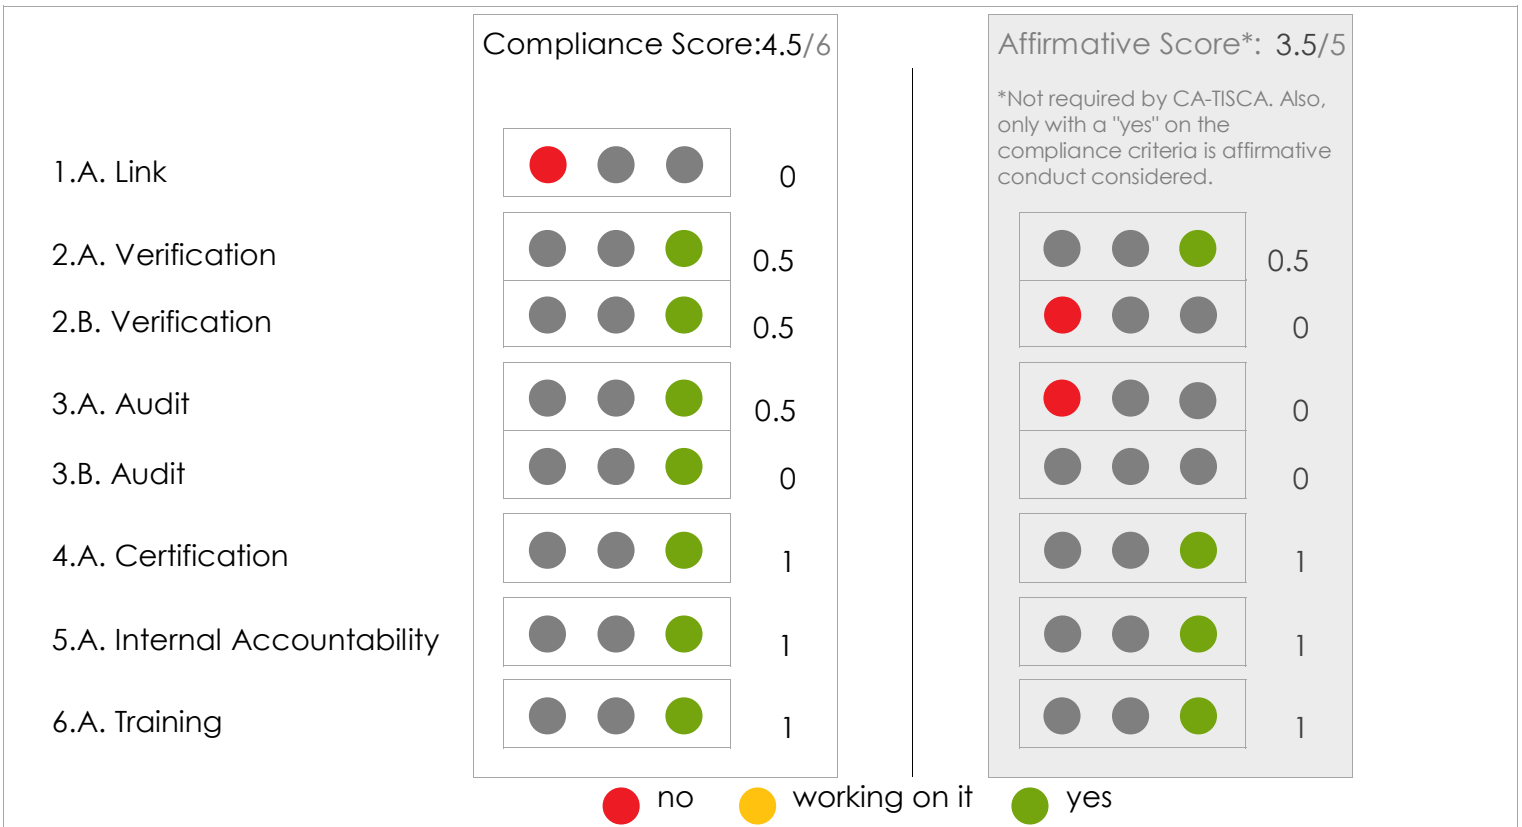 Compliance Score:4.5/6
Affirmative Score*: 3.5/5
*Not required by CA-TISCA. Also,
only with a "yes" on the
compliance criteria is affirmative
conduct considered.
1.A. Link 0
2.A. Verification 0.5 0.5
2.B. Verification 0.5 0
3.A. Audit 0.5 0
3.B. Audit 0 0
4.A. Certification 1 1
5.A. Internal Accountability 1 1
6.A. Training 1 1
no working on it yes